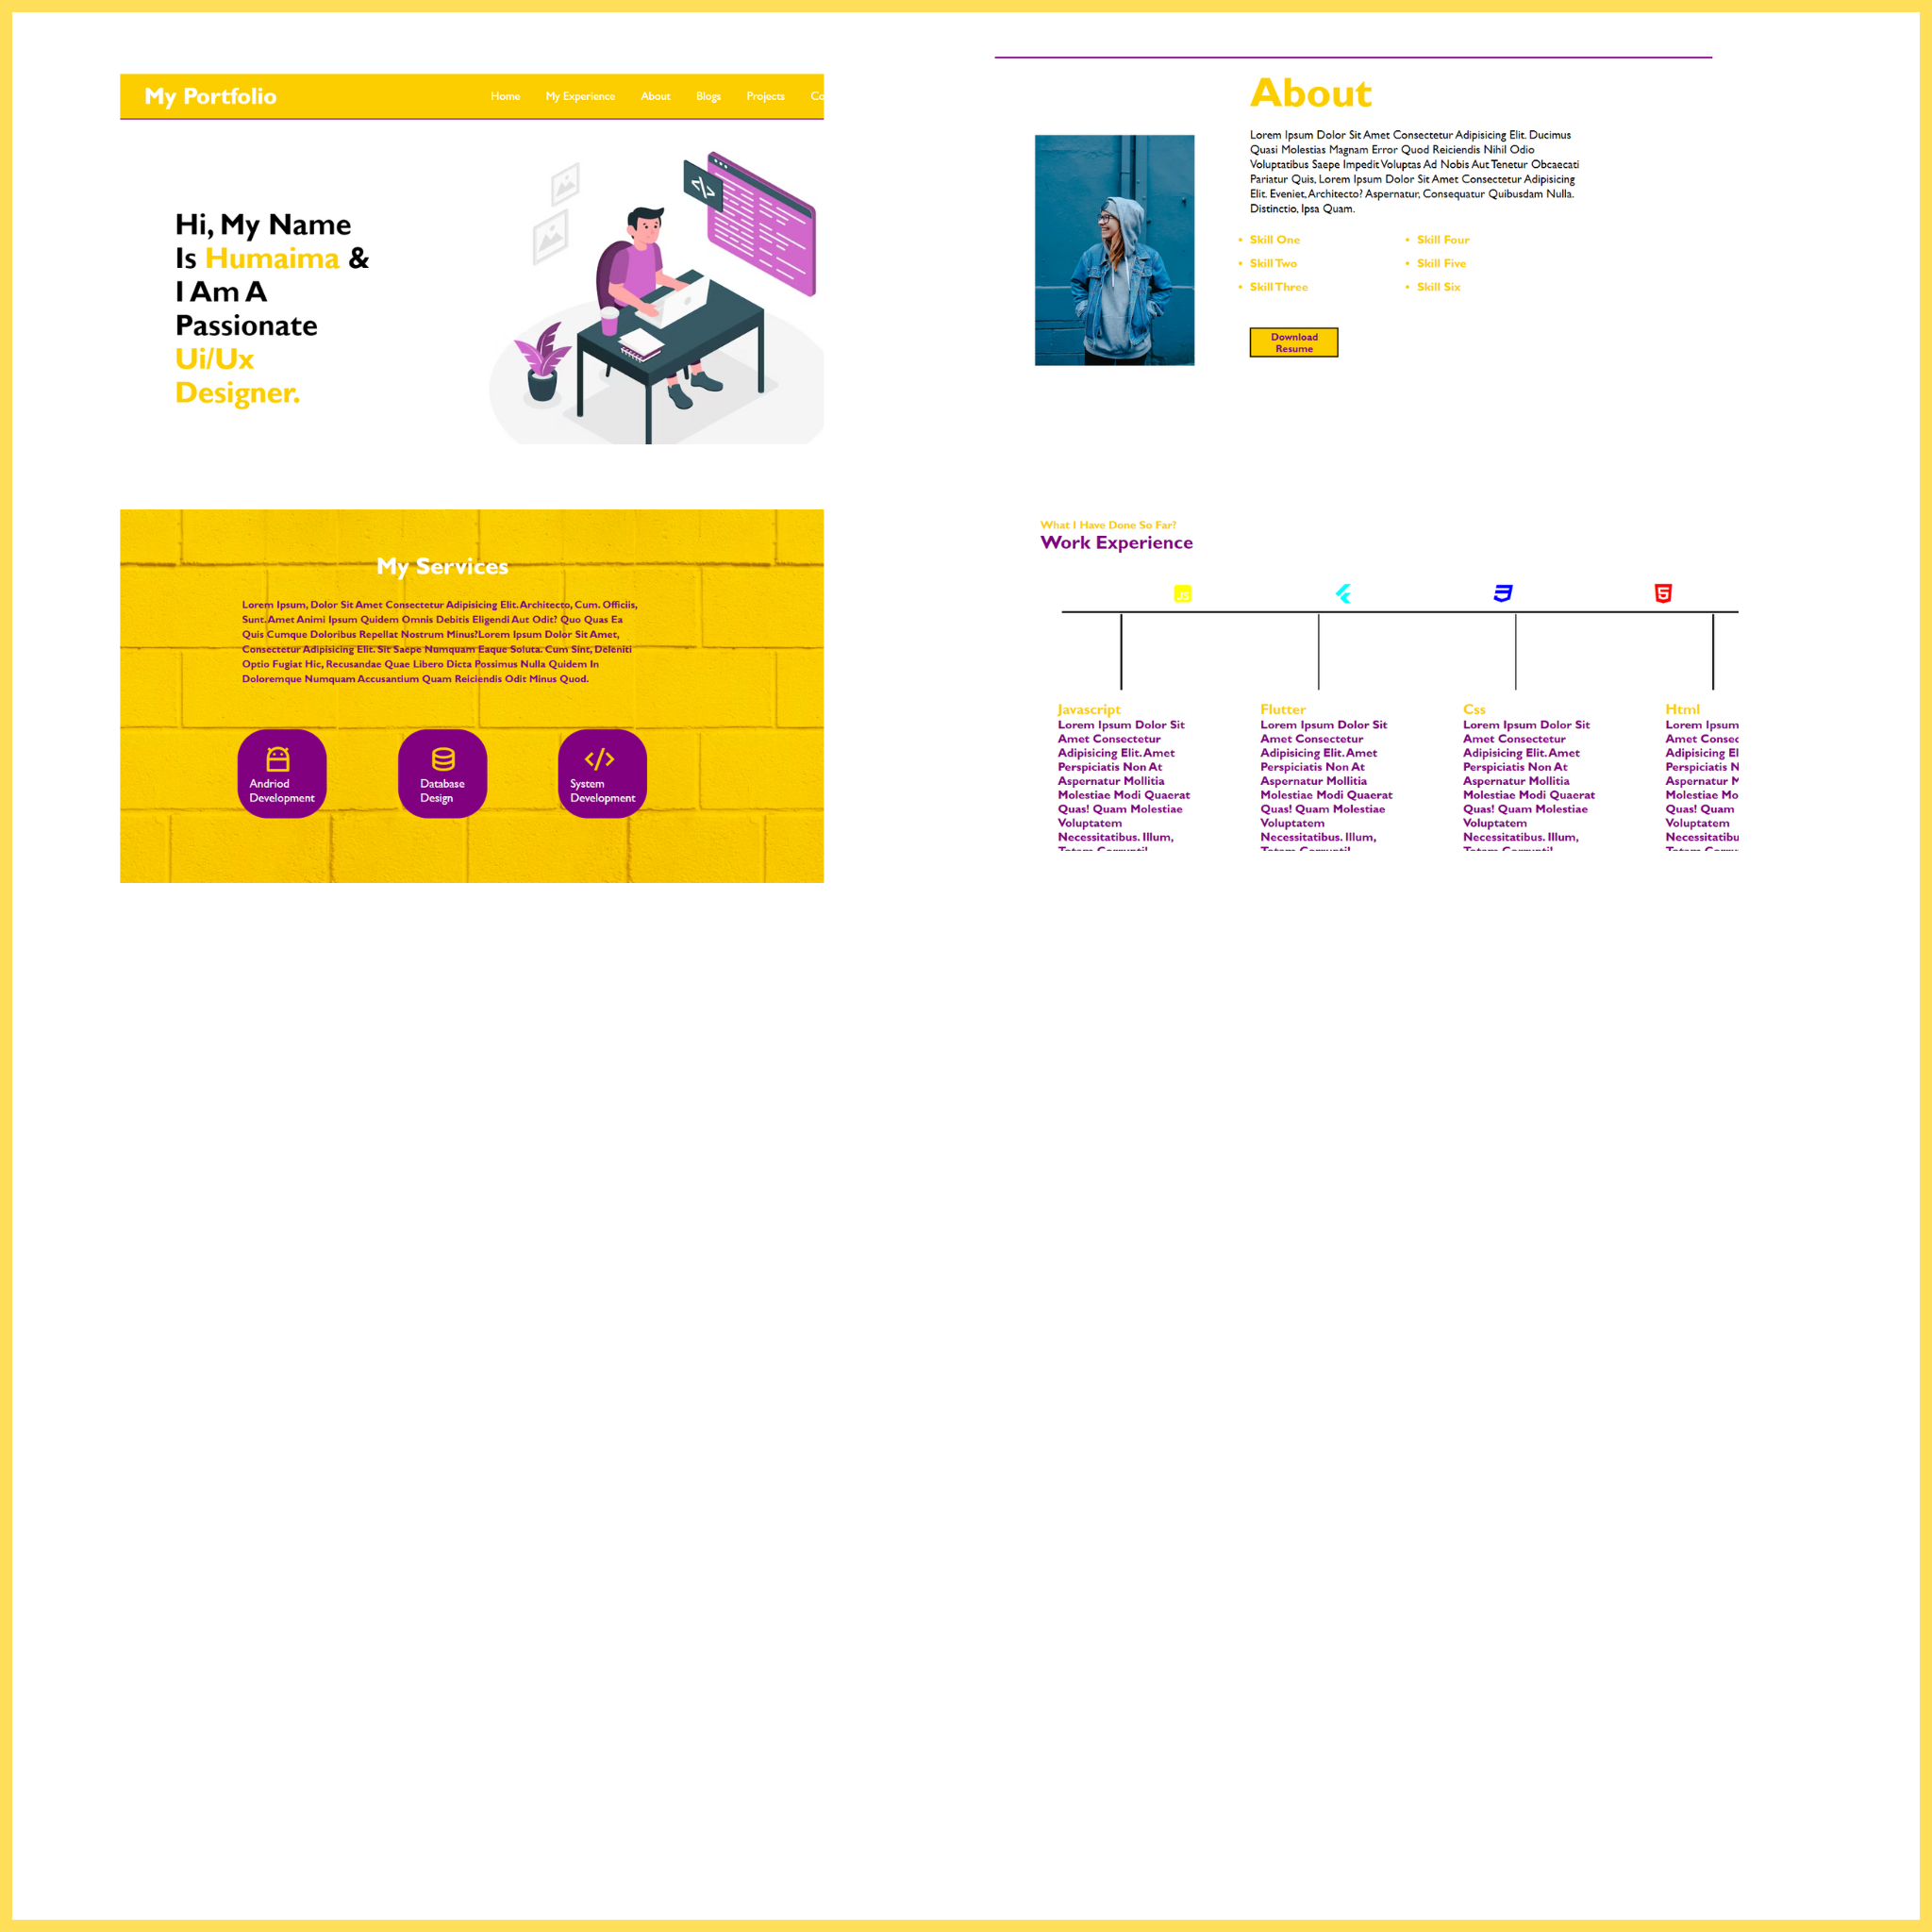 My Portfolio
Home My Experience About Blogs Projects Co
Hi, My Name
Is Humaima &
I Am A
Passionate
Ui/Ux
Designer.
</>
About
Lorem Ipsum Dolor Sit Amet Consectetur Adipisicing Elit. Ducimus
Quasi Molestias Magnam Error Quod Reiciendis Nihil Odio
Voluptatibus Saepe Impedit Voluptas Ad Nobis Aut Tenetur Obcaecati
Pariatur Quis, Lorem Ipsum Dolor Sit Amet Consectetur Adipisicing
Elit. Eveniet, Architecto? Aspernatur, Consequatur Quibusdam Nulla.
Distinctio, Ipsa Quam.
• Skill One
• Skill Two
• Skill Three
• Skill Four
• Skill Five
• Skill Six
Download
Resume
My Services
Lorem Ipsum, Dolor Sit Amet Consectetur Adipisicing Elit. Architecto, Cum. Officiis,
Sunt. Amet Animi Ipsum Quidem Omnis Debitis Eligendi Aut Odit? Quo Quas Ea
Quis Cumque Doloribus Repellat Nostrum Minus?Lorem Ipsum Dolor Sit Amet,
Consectetur Adipisicing Elit. Sit Saepe Numquam Eaque Soluta. Cum Sint, Deleniti
Optio Fugiat Hic, Recusandae Quae Libero Dicta Possimus Nulla Quidem In
Doloremque Numquam Accusantium Quam Reiciendis Odit Minus Quod.
Andriod
Development
Database
Design
</>
System
Development
What I Have Done So Far?
Work Experience
JS
5
Javascript
Lorem Ipsum Dolor Sit
Amet Consectetur
Adipisicing Elit. Amet
Perspiciatis Non At
Aspernatur Mollitia
Molestiae Modi Quaerat
Quas! Quam Molestiae
Voluptatem
Necessitatibus. Illum,
Totam Corrupti!
Flutter
Lorem Ipsum Dolor Sit
Amet Consectetur
Adipisicing Elit. Amet
Perspiciatis Non At
Aspernatur Mollitia
Molestiae Modi Quaerat
Quas! Quam Molestiae
Voluptatem
Necessitatibus. Illum,
Totam Corrupti!
Css
Lorem Ipsum Dolor Sit
Amet Consectetur
Adipisicing Elit. Amet
Perspiciatis Non At
Aspernatur Mollitia
Molestiae Modi Quaerat
Quas! Quam Molestiae
Voluptatem
Necessitatibus. Illum,
Totam Corrupti!
Html
Lorem Ipsum
Amet Consec
Adipisicing El
Perspiciatis N
Aspernatur M
Molestiae Mo
Quas! Quam
Voluptatem
Necessitatibu
Totam Corru